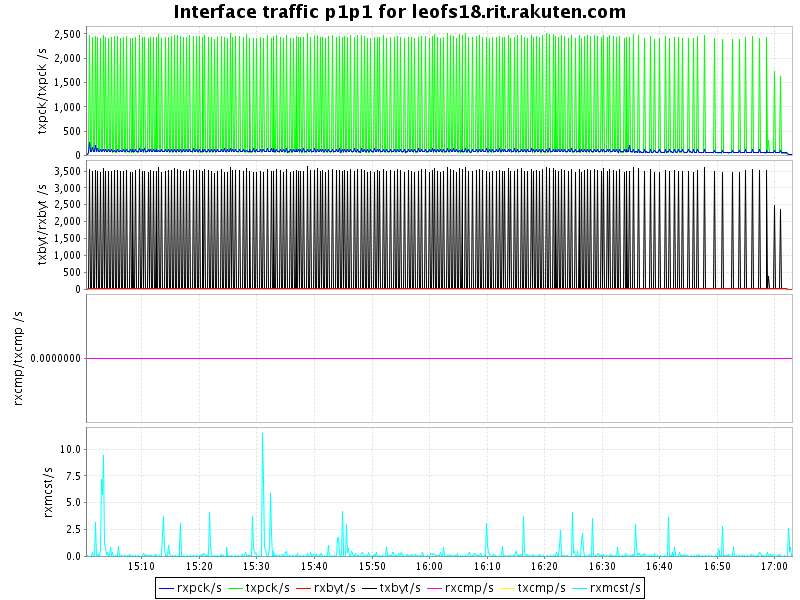 Interface traffic p1p1 for leofs18.rit.rakuten.com
txpck/rxpck /s
2,500
2,000
1,500
1,000
500
0
txbyt/rxbyt /s
3,500
3,000
2,500
2,000
1,500
1,000
500
0
rxcmp/txcmp /s
0.0000000
rxmcst/s
10.0
7.5
5.0
2.5
0.0
15:10 15:20 15:30 15:40 15:50 16:00 16:10 16:20 16:30 16:40 16:50 17:00
rxpck/s txpck/s rxbyt/s txbyt/s rxcmp/s txcmp/s rxmcst/s